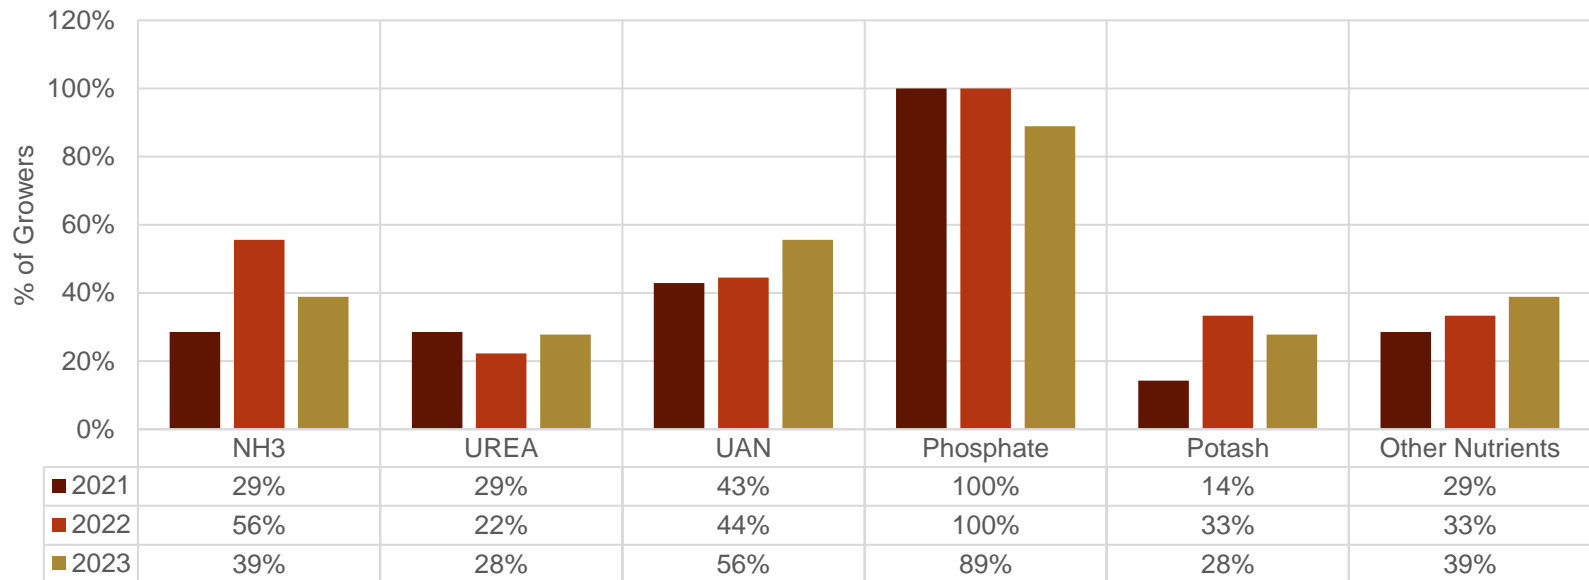 120%
100%
80%
60%
40%
20%
0%
% of Growers
NH3 UREA UAN Phosphate Potash Other Nutrients
2021 29% 29% 43% 100% 14% 29%
2022 56% 22% 44% 100% 33% 33%
2023 39% 28% 56% 89% 28% 39%